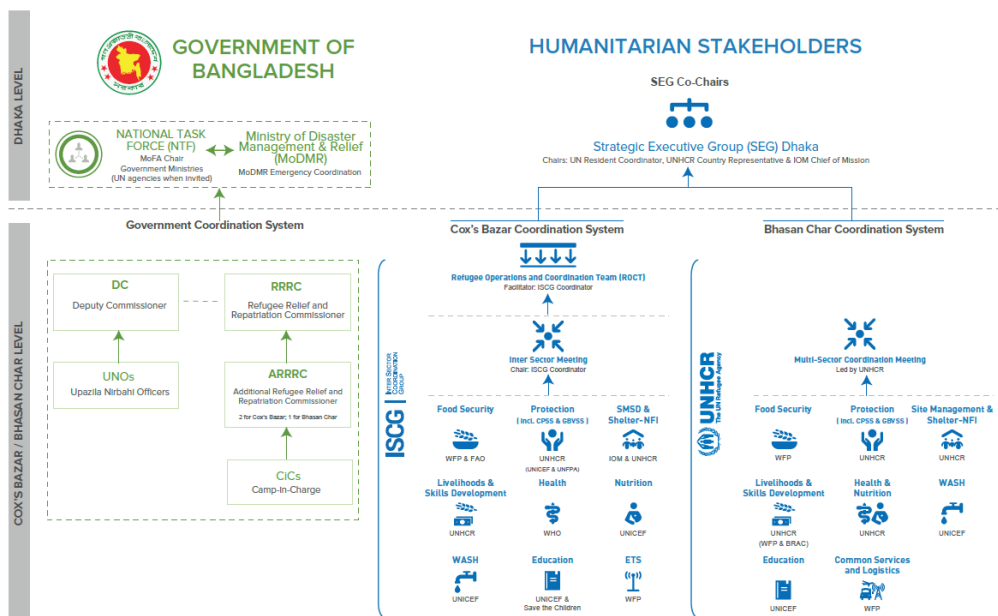 DHAKA LEVEL
GOVERNMENT OF
BANGLADESH
HUMANITARIAN STAKEHOLDERS
SEG Co-Chairs
NATIONAL TASK
FORCE (NTF)
MoFA Chair
Government Ministries
(UN agencies when invited)
Ministry of Disaster
Management & Relief
(MoDMR)
MoDMR Emergency Coordination
Strategic Executive Group (SEG) Dhaka
Chairs: UN Resident Coordinator, UNHCR Country Representative & IOM Chief of Mission
COX'S BAZAR / BHASAN CHAR LEVEL
Government Coordination
System
DC
Deputy Commissioner
RRRC
Refugee Relief and
Repatriation Commissioner
UNOs
Upazila Nirbahi Officers
ARRRC
Additional Refugee Relief and
Repatriation Commissioner
2 for Cox's Bazar; 1 for Bhasan Char
CiCs
Camp-In-Charge
Cox's Bazar Coordination System
Refugee Operations and Coordination Team (ROCT)
Facilitator: ISCG Coordinator
Inter Sector Meeting
Chair: ISCG Coordinator
ISCG
INTER SECTOR
COORDINATION
GROUP
Food Security
WFP & FAO
Protection
( incl. CPSS & GBVSS )
UNHCR
(UNICEF & UNFPA)
SMSD &
Shelter-NFI
IOM & UNHCR
Livelihoods &
Skills Development
UNHCR
Health
WHO
Nutrition
UNICEF
WASH
UNICEF
Education
UNICEF &
Save the Children
ETS
WFP
Bhasan Char Coordination System
Multi-Sector Coordination Meeting
Led by UNHCR
UNHCR
The UN Refugee Agency
Food Security
WFP
Protection
( incl. CPSS & GBVSS )
UNHCR
Site Management &
Shelter-NFI
UNHCR
Livelihoods &
Skills Development
UNHCR
(WFP & BRAC)
Health &
Nutrition
UNHCR
WASH
UNICEF
Education
UNICEF
Common Services
and Logistics
WFP